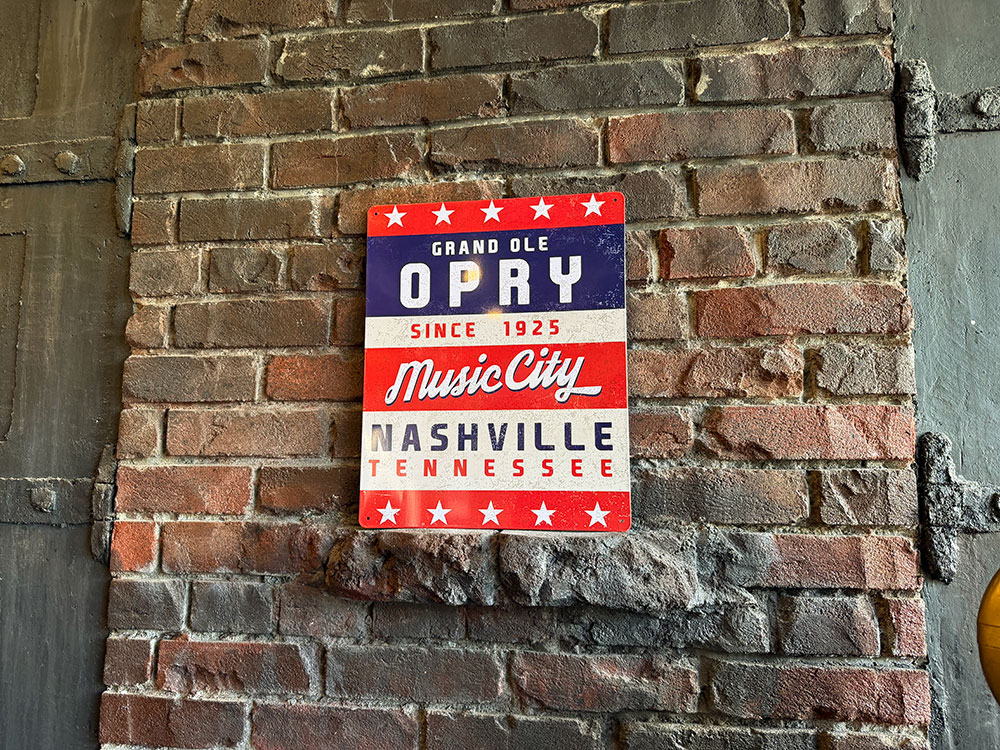 GRAND OLE
OPRY
SINCE 1925
Music City
NASHVILLE
TENNESSEE